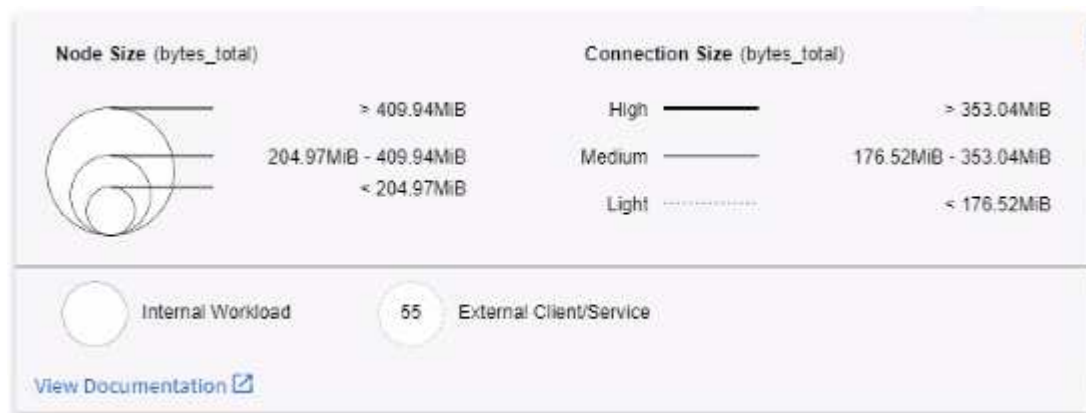 Node Size (bytes_total)
> 409.94MiB
204.97MiB - 409.94MiB
< 204.97MiB
Connection Size (bytes_total)
High > 353.04MiB
Medium 176.52MiB - 353.04MiB
Light < 176.52MiB
Internal Workload
55 External Client/Service
View Documentation